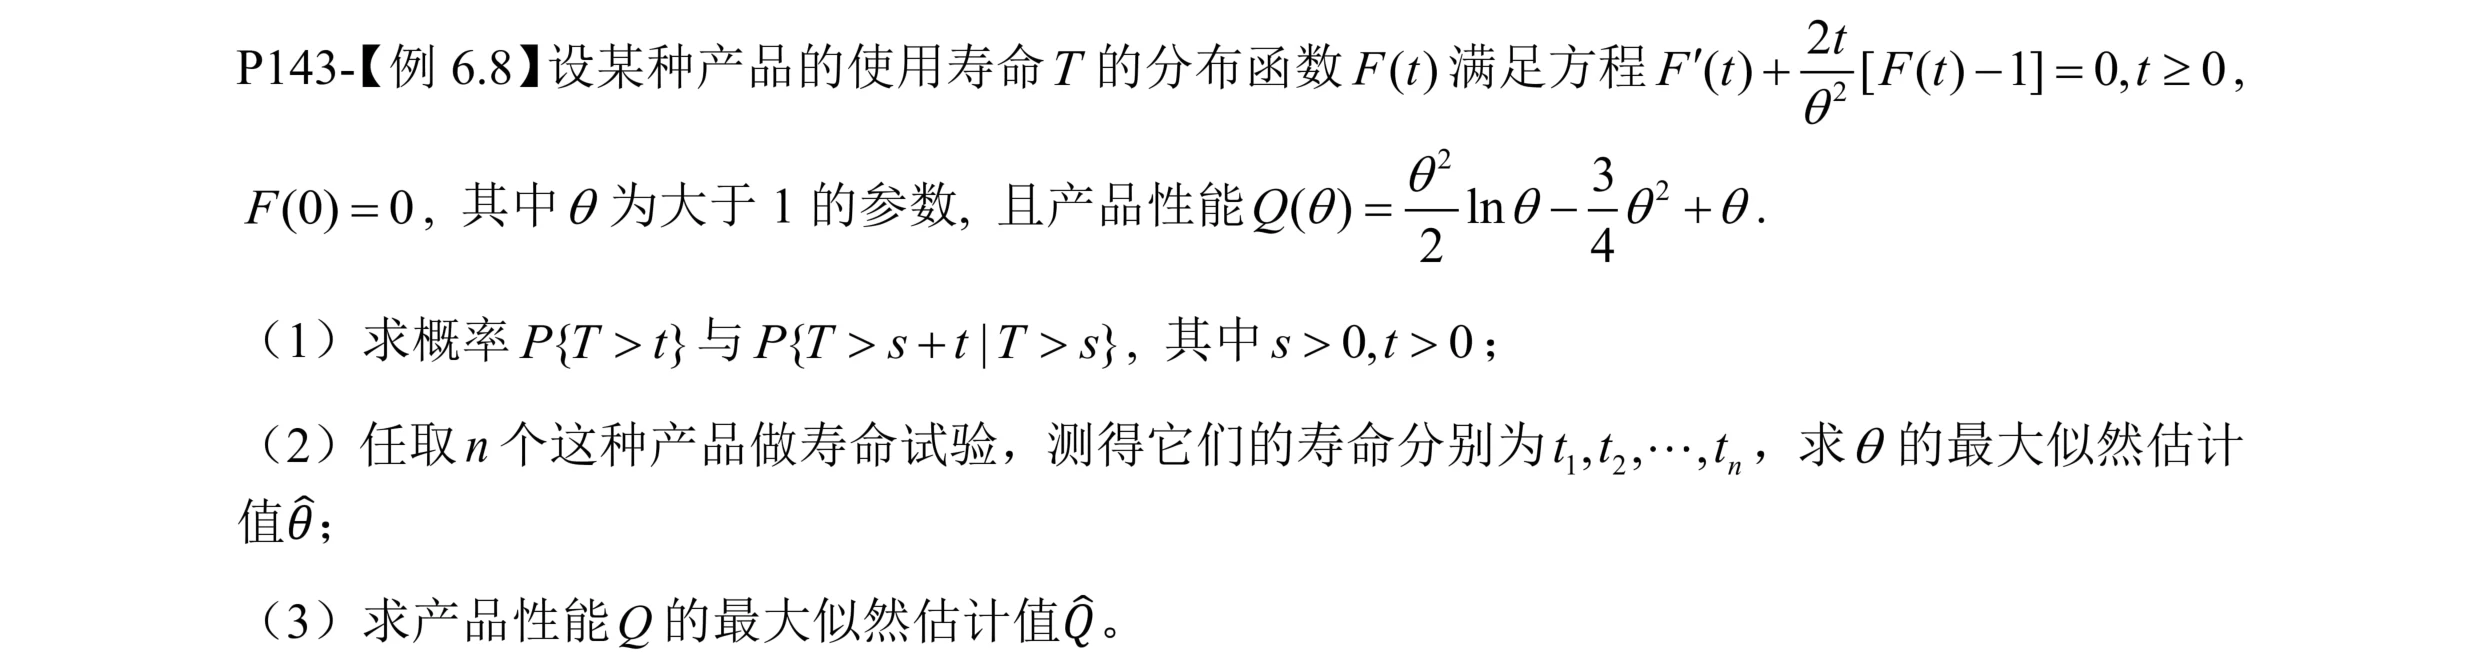 P143-【例 6.8】设某种产品的使用寿命 $T$ 的分布函数 $F(t)$ 满足方程 $F'(t)+\frac{2t}{\theta^2}[F(t)-1]=0,t\geq 0$,
$F(0)=0$, 其中 $\theta$ 为大于 1 的参数, 且产品性能 $Q(\theta)=\frac{\theta^2}{2}\ln\theta-\frac{3}{4}\theta^2+\theta$.
（1）求概率 $P\{T>t\}$ 与 $P\{T>s+t|T>s\}$, 其中 $s>0,t>0$；
（2）任取 $n$ 个这种产品做寿命试验，测得它们的寿命分别为 $t_1,t_2,\cdots,t_n$，求 $\theta$ 的最大似然估计
值$\hat{\theta}$；
（3）求产品性能 $Q$ 的最大似然估计值$\hat{Q}$。